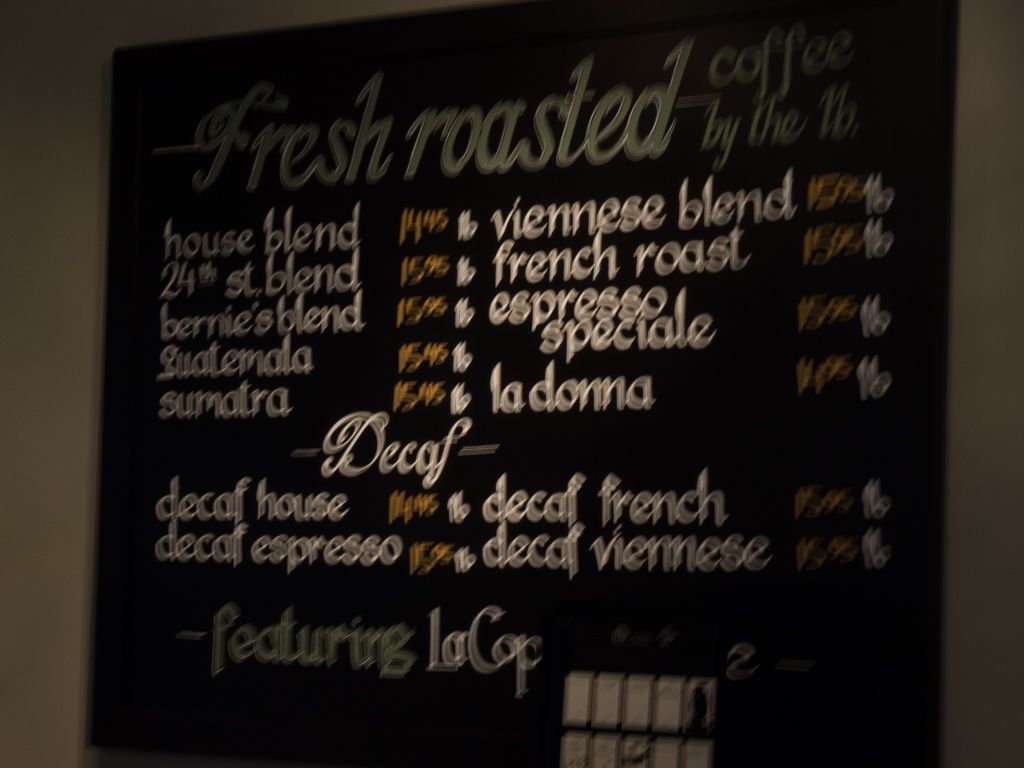 Fresh roasted coffee by the lb.
house blend 14.45 lb viennese blend 15.95 lb
24th st. blend 15.95 lb french roast 15.95 lb
bernie's blend 15.95 lb espresso speciale 15.95 lb
guatemala 15.45 lb
sumatra 15.45 lb la donna 14.95 lb
-Decaf-
decaf house 14.45 lb decaf french 15.95 lb
decaf espresso 15.95 lb decaf viennese 15.95 lb
- featuring LaCop e -